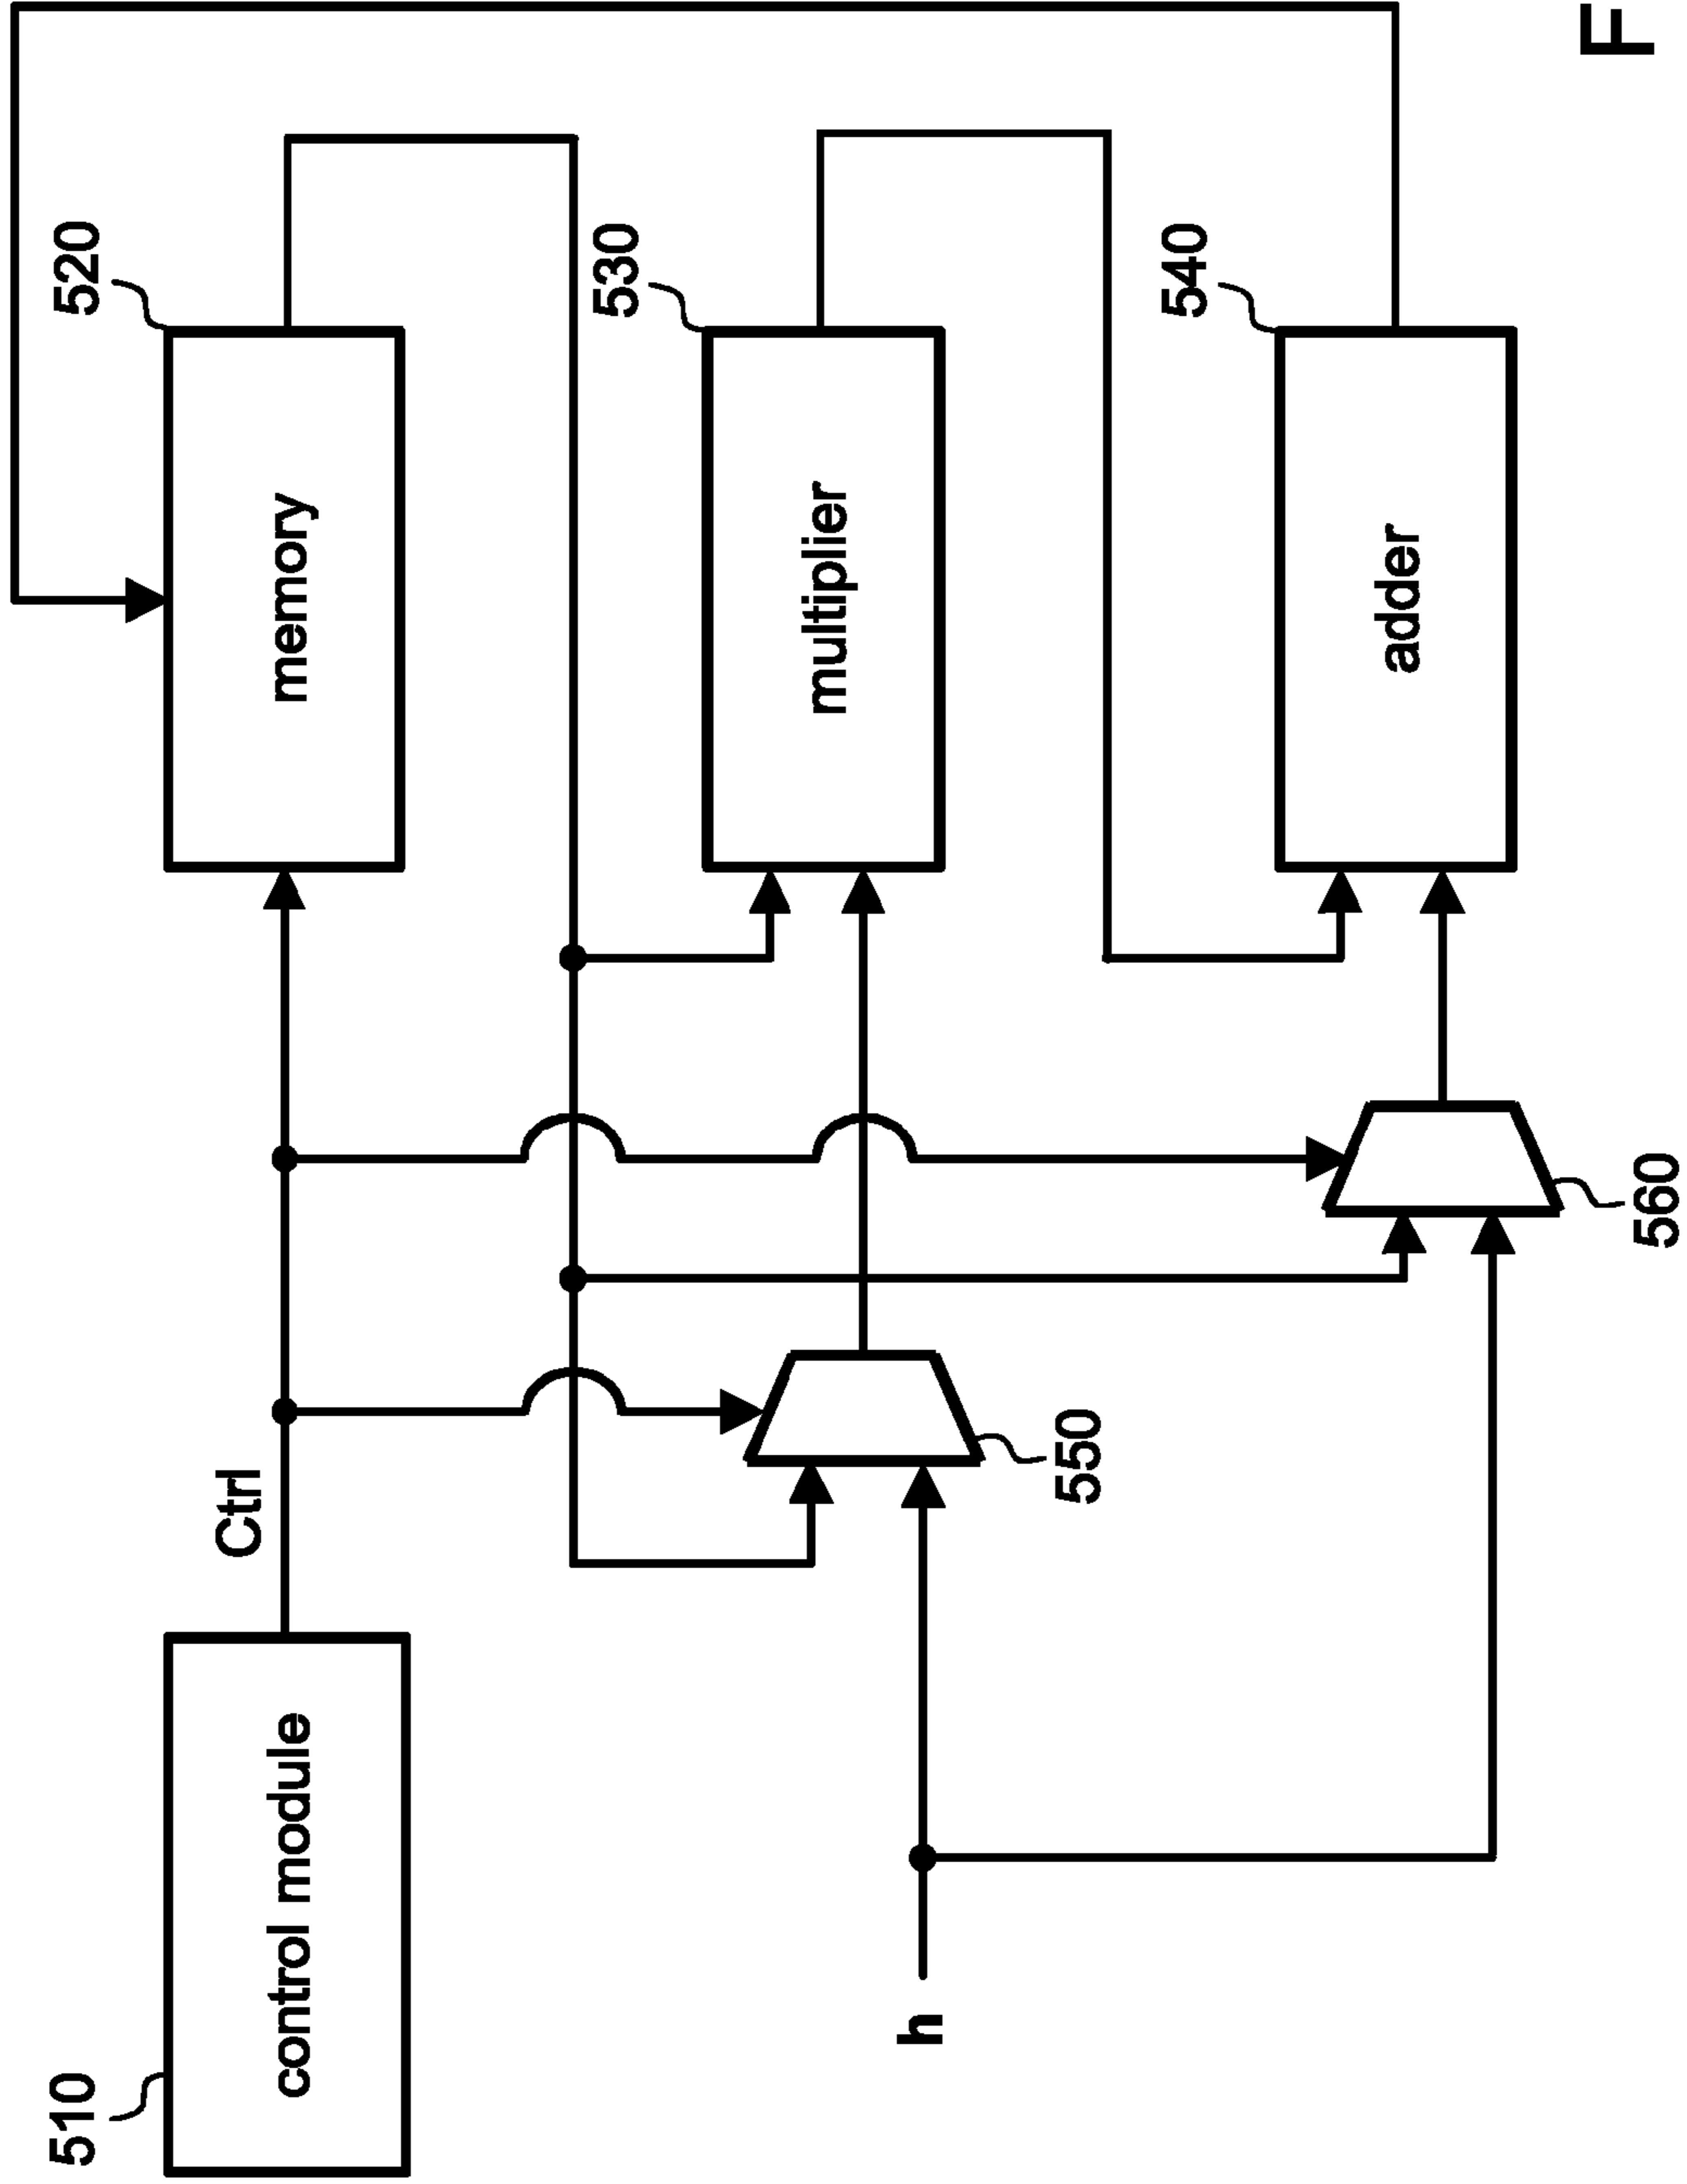 510
520
Ctrl
control module
memory
530
multiplier
h
550
540
adder
560
F